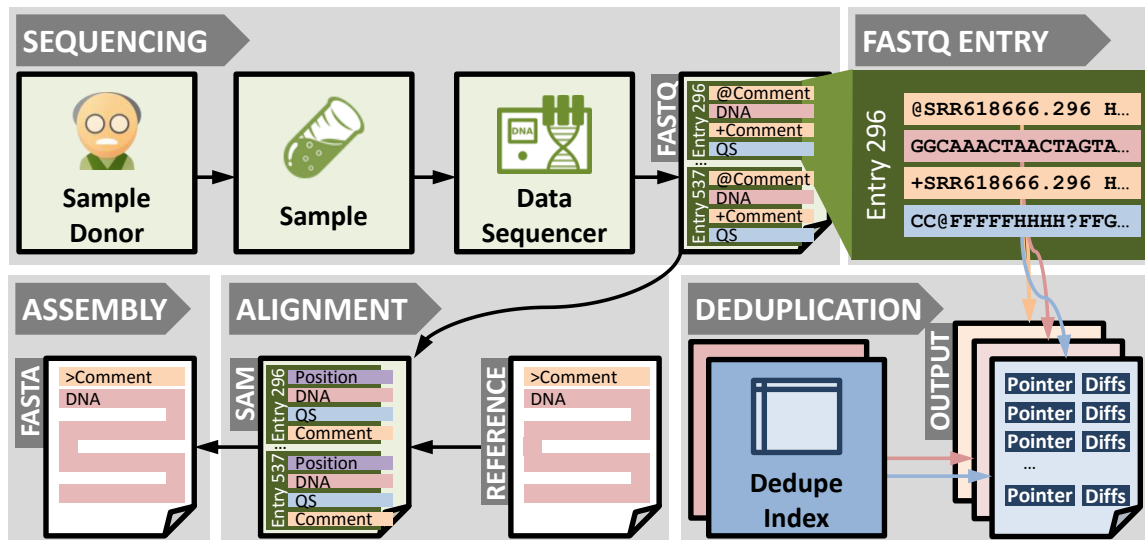 SEQUENCING
Sample
Donor
Sample
DNA
Data
Sequencer
FASTQ
Entry 296
@Comment
DNA
+Comment
QS
...
Entry 537
@Comment
DNA
+Comment
QS
FASTQ ENTRY
Entry 296
@SRR618666.296 H…
GGCAAACTAACTAGTA…
+SRR618666.296 H…
CC@FFFFFHHHH?FFG…
ASSEMBLY
FASTA
>Comment
DNA
ALIGNMENT
SAM
Entry 296
Position
DNA
QS
Comment
...
Entry 537
Position
DNA
QS
Comment
REFERENCE
>Comment
DNA
DEDUPLICATION
Dedupe
Index
OUTPUT
Pointer Diffs
Pointer Diffs
Pointer Diffs
...
Pointer Diffs